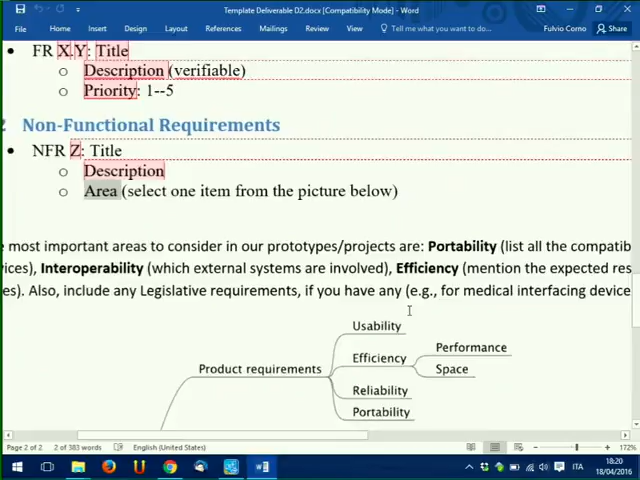 Template Deliverable D2.docx [Compatibility Mode] - Word
File Home Insert Draw Design Layout References Mailings Review View Tell me what you want to do... Fulvio Corno Share
• FR X.Y: Title
o Description (verifiable)
o Priority: 1--5
2 Non-Functional Requirements
• NFR Z: Title
o Description
o Area (select one item from the picture below)
e most important areas to consider in our prototypes/projects are: Portability (list all the compatib
vices), Interoperability (which external systems are involved), Efficiency (mention the expected res
es). Also, include any Legislative requirements, if you have any (e.g., for medical interfacing device
Usability
Performance
Efficiency
Product requirements
Space
Reliability
Portability
Page 2 of 2 2 of 383 words English (United States) 172%
18:20
ITA
18/04/2016